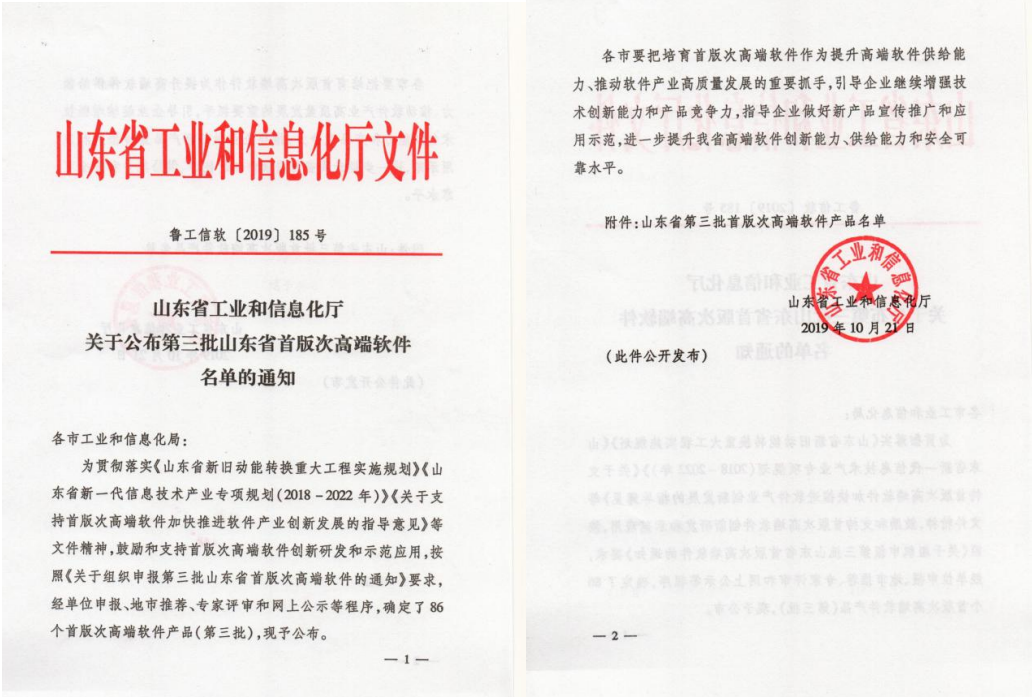 山东省工业和信息化厅文件
鲁工信软〔2019〕185号
山东省工业和信息化厅
关于公布第三批山东省首版次高端软件
名单的通知
各市工业和信息化局:
为贯彻落实《山东省新旧动能转换重大工程实施规划》《山
东省新一代信息技术产业专项规划(2018-2022年)》《关于支
持首版次高端软件加快推进软件产业创新发展的指导意见》等
文件精神,鼓励和支持首版次高端软件创新研发和示范应用,按
照《关于组织申报第三批山东省首版次高端软件的通知》要求,
经单位申报、地市推荐、专家评审和网上公示等程序,确定了86
个首版次高端软件产品(第三批),现予公布。
— 1 —
各市要把培育首版次高端软件作为提升高端软件供给能
力、推动软件产业高质量发展的重要抓手,引导企业继续增强技
术创新能力和产品竞争力,指导企业做好新产品宣传推广和应
用示范,进一步提升我省高端软件创新能力、供给能力和安全可
靠水平。
附件:山东省第三批首版次高端软件产品名单
山东省工业和信息化厅
山东省工业和信息化厅
2019年10月21日
(此件公开发布)
— 2 —